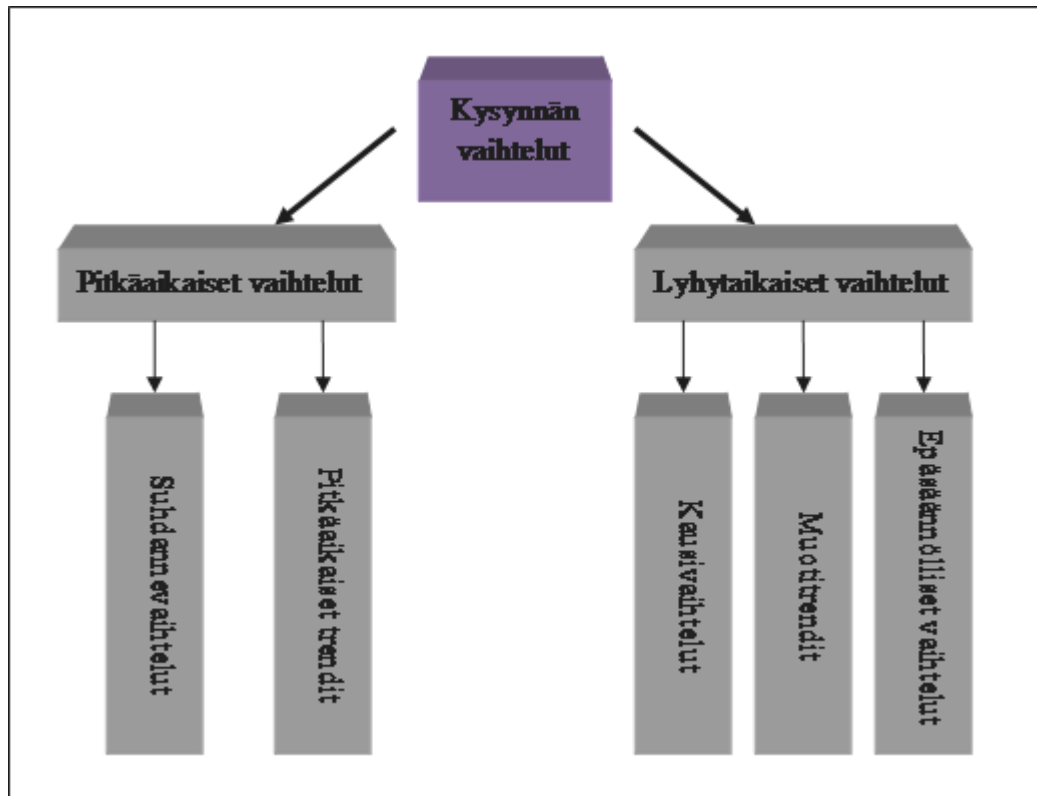 Kysynnän
vaihtelut
Pitkäaikaiset vaihtelut
Lyhytaikaiset vaihtelut
Suhdannevaihtelut
Pitkäaikaiset trendit
Kausivaihtelut
Muotitrendit
Epäsäännölliset vaihtelut